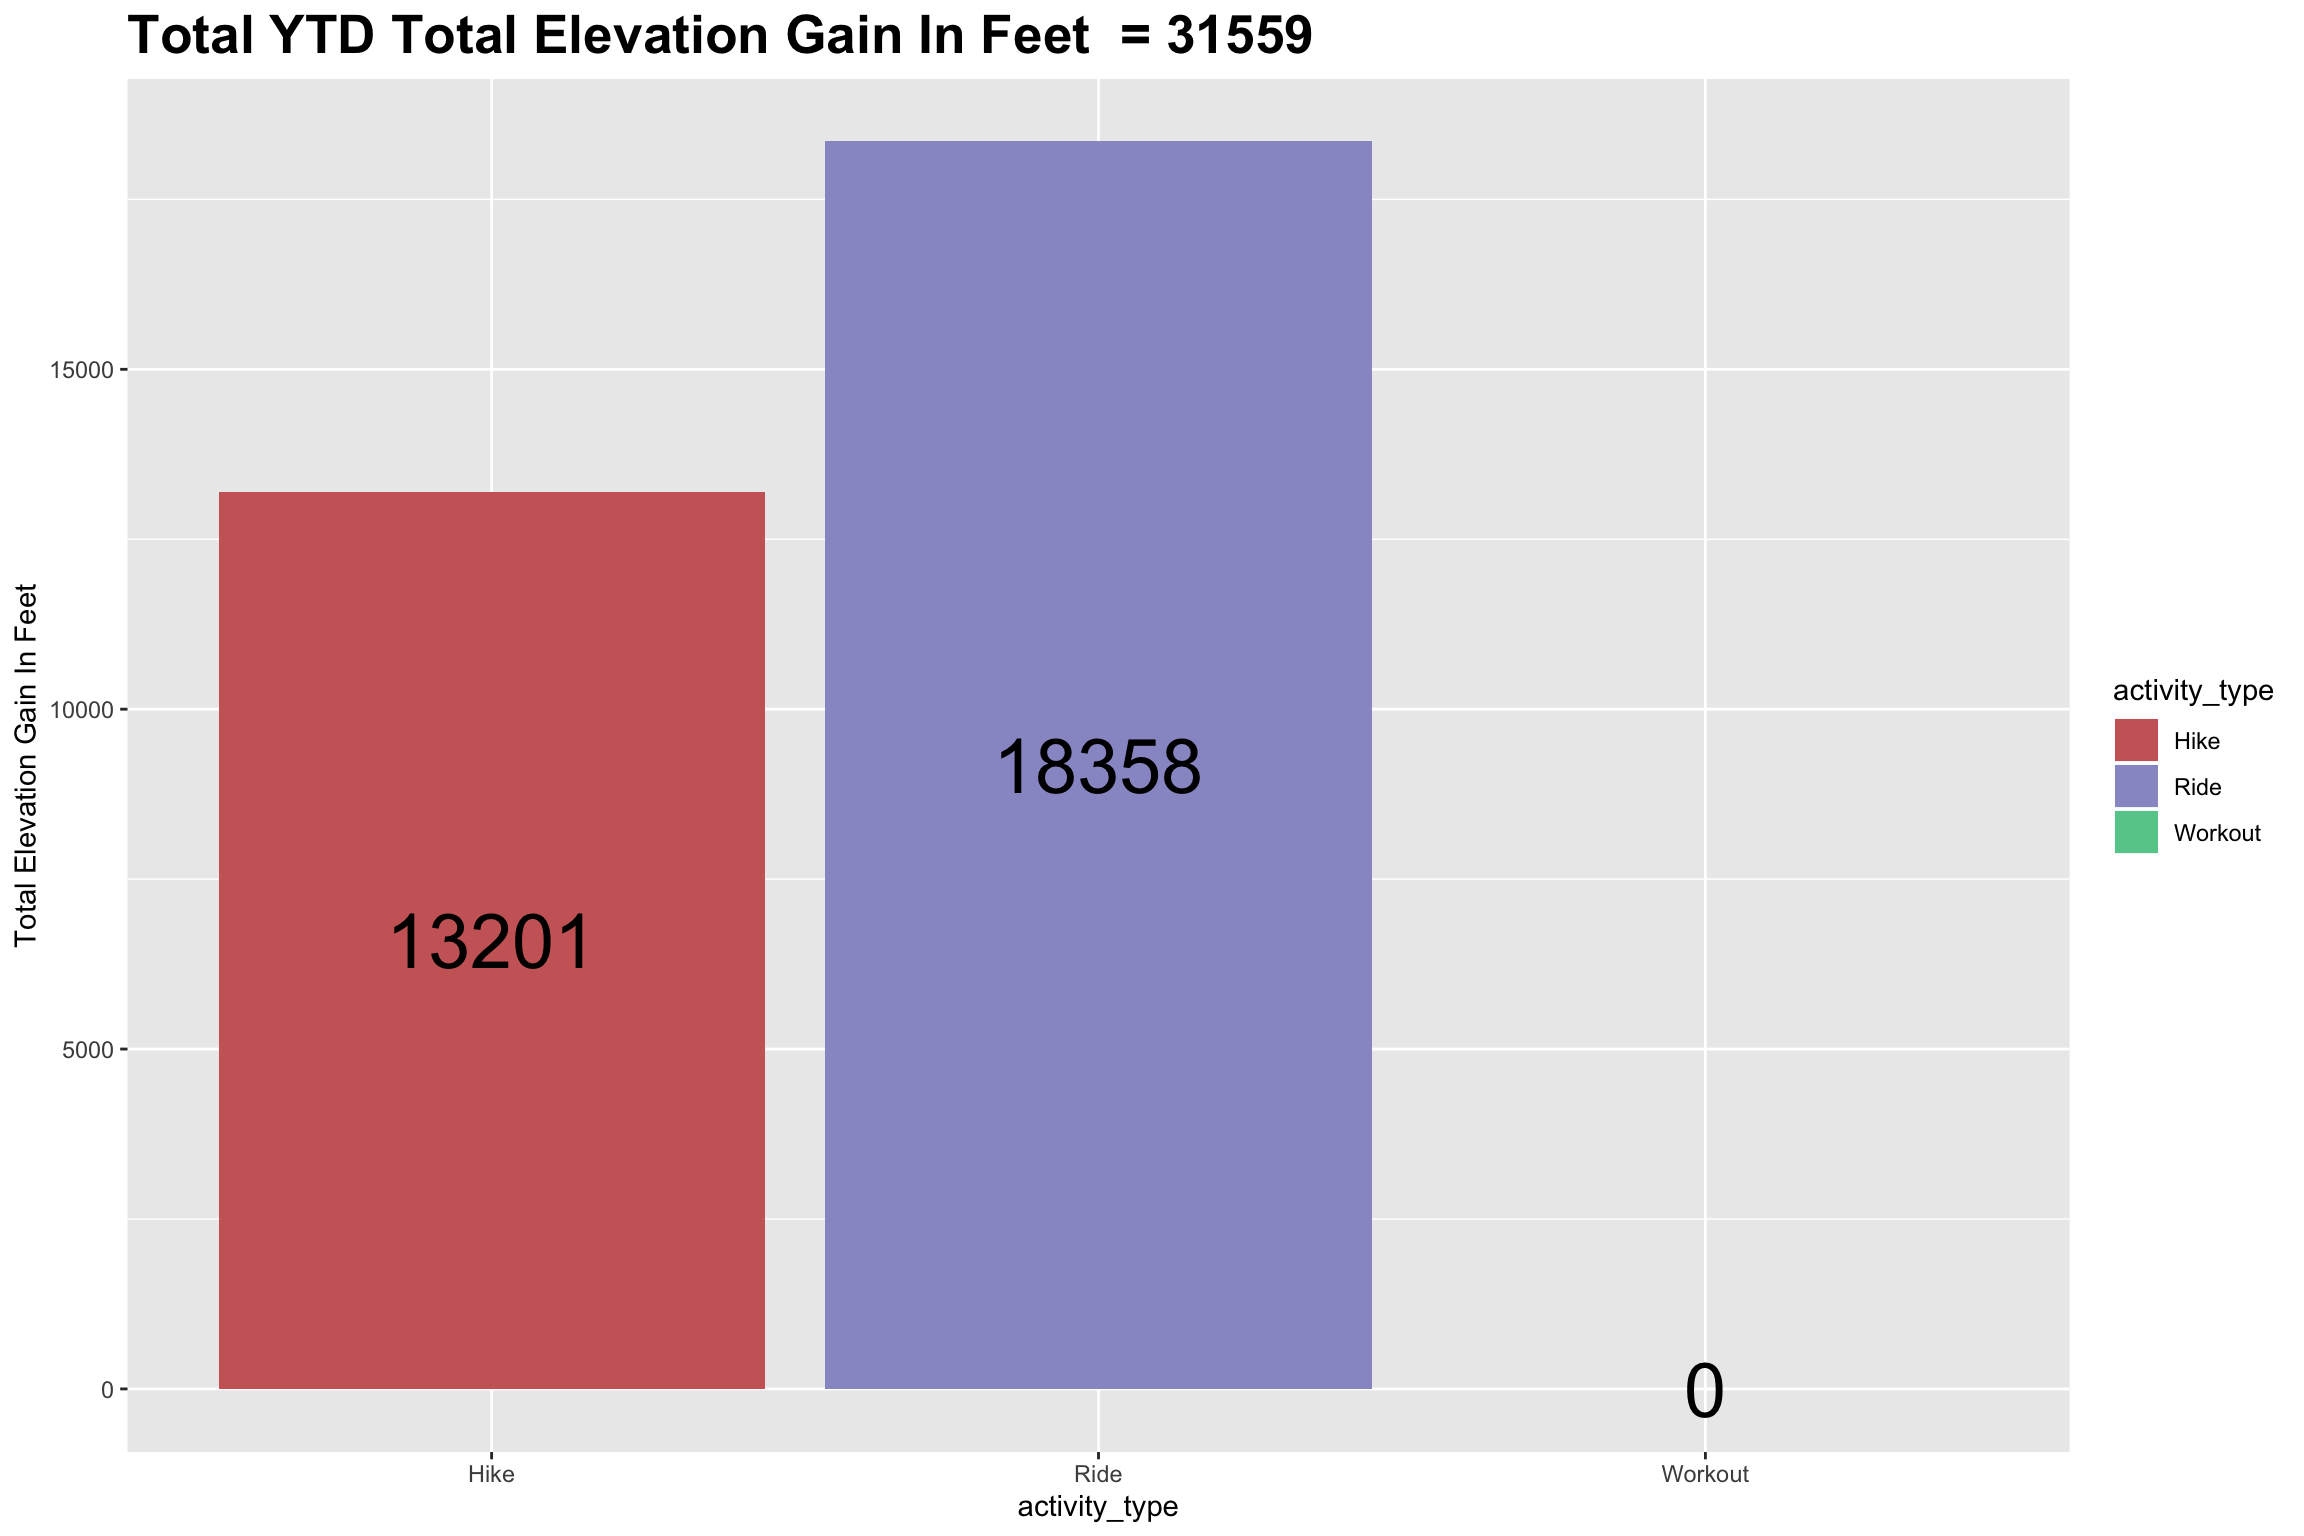 Total YTD Total Elevation Gain In Feet  = 31559
Total Elevation Gain In Feet
15000
10000
5000
0
13201
18358
0
Hike
Ride
Workout
activity_type
activity_type
Hike
Ride
Workout